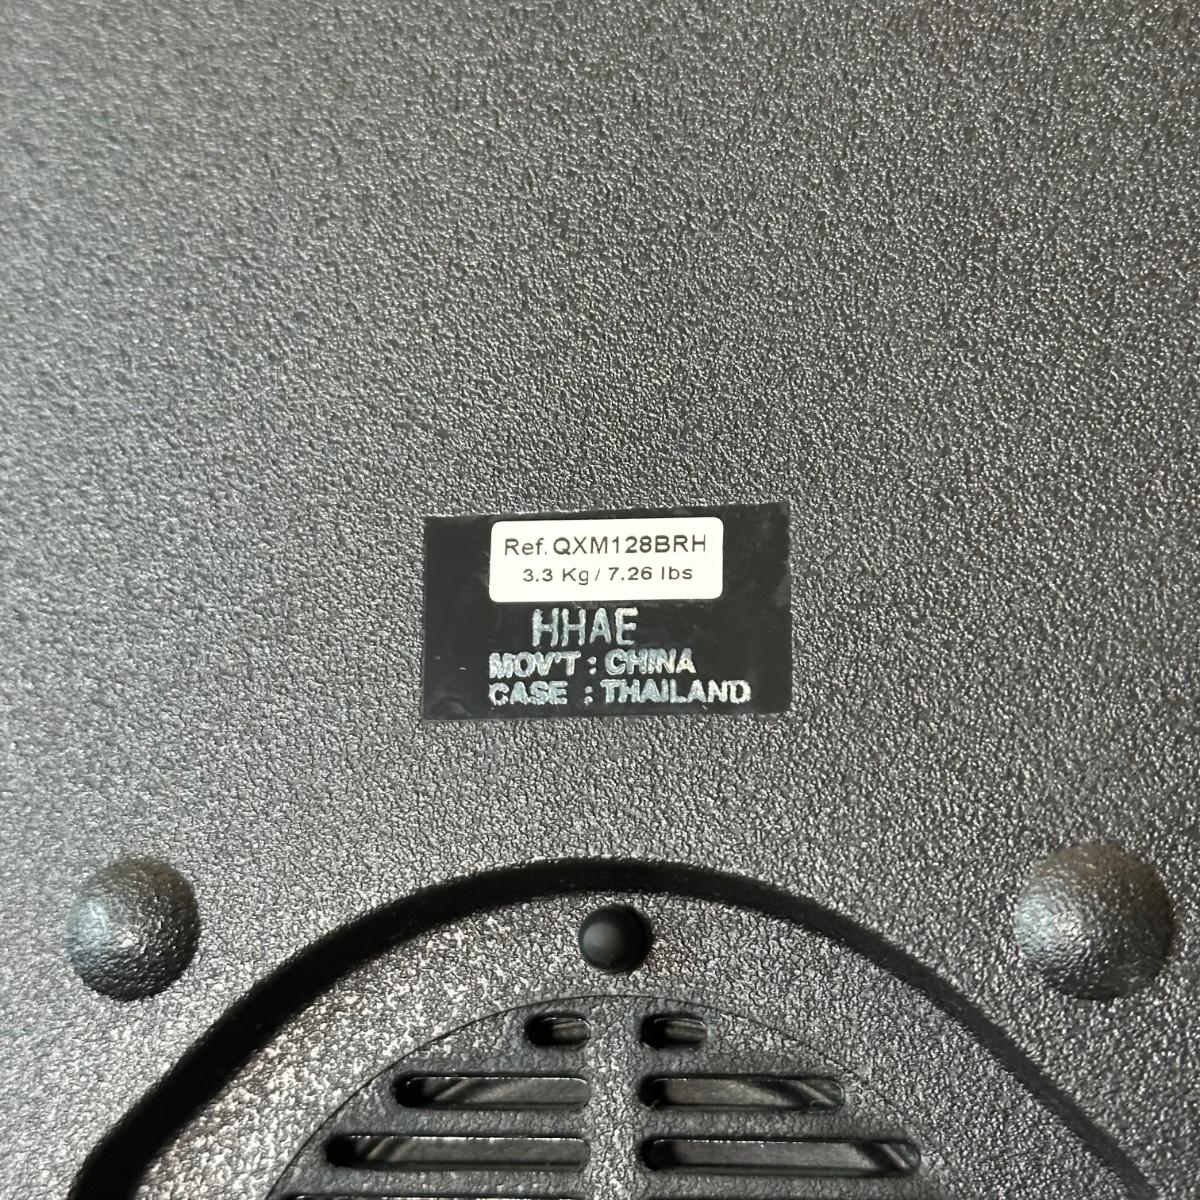 Ref. QXM128BRH
3.3 Kg / 7.26 lbs
HHAE
MOV'T : CHINA
CASE : THAILAND